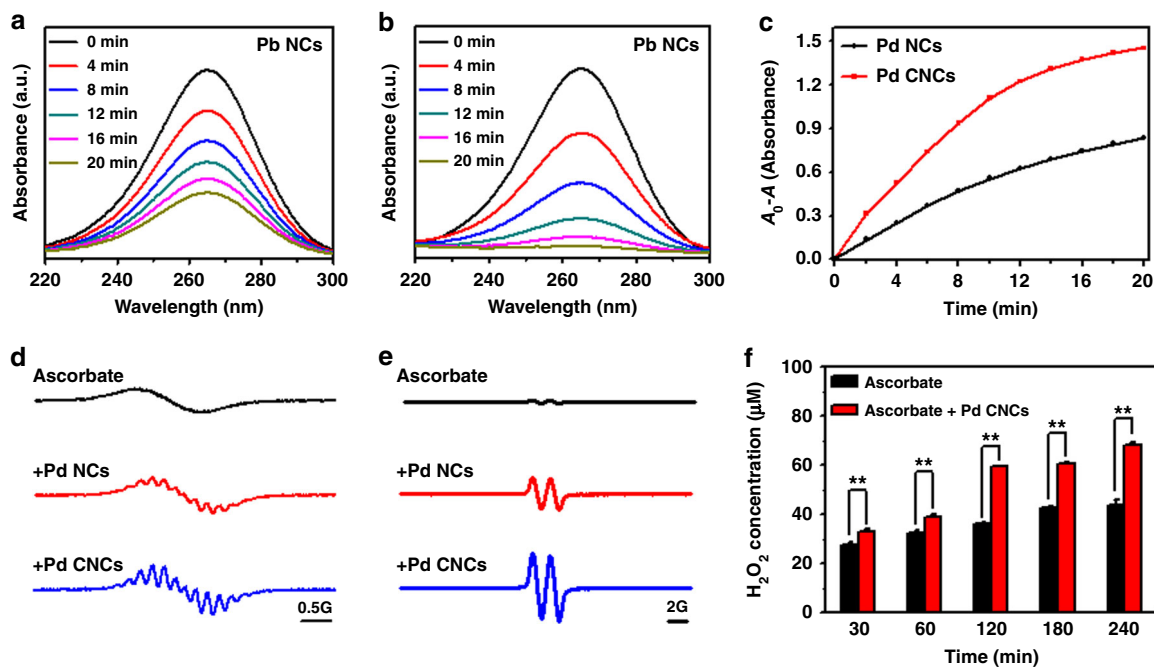 a
0 min
4 min
8 min
12 min
16 min
20 min
Pb NCs
Absorbance (a.u.)
220 240 260 280 300
Wavelength (nm)
b
0 min
4 min
8 min
12 min
16 min
20 min
Pb NCs
Absorbance (a.u.)
220 240 260 280 300
Wavelength (nm)
c
Pd NCs
Pd CNCs
A₀-A (Absorbance)
1.5
1.2
0.9
0.6
0.3
0.0
0 4 8 12 16 20
Time (min)
d
Ascorbate
+Pd NCs
+Pd CNCs
0.5G
e
Ascorbate
+Pd NCs
+Pd CNCs
2G
f
Ascorbate
Ascorbate + Pd CNCs
H₂O₂ concentration (μM)
100
80
60
40
20
0
** ** ** ** **
30 60 120 180 240
Time (min)